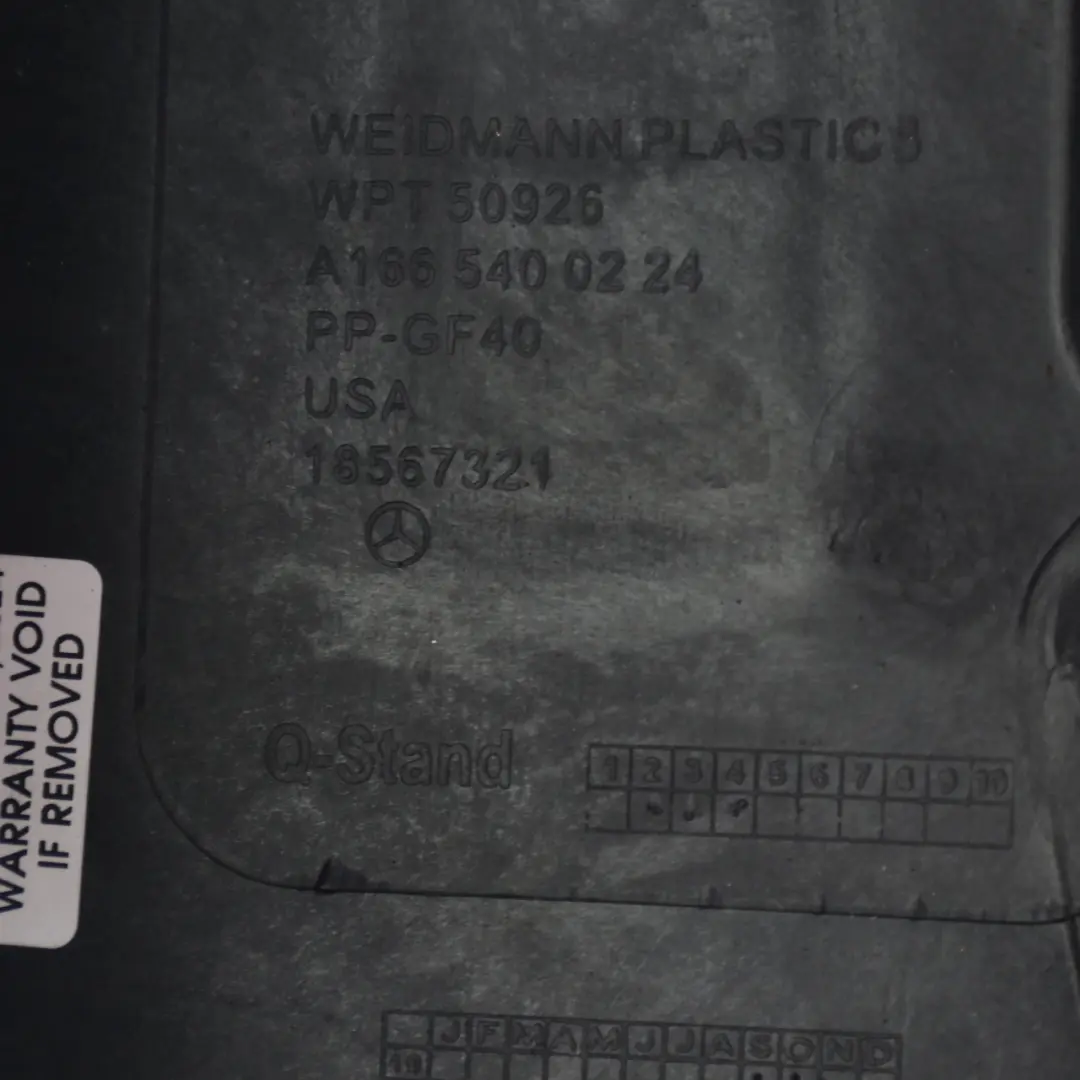 WEIDMANN PLASTICS
WPT 50926
A166 540 02 24
PP-GF40
USA
18567321
WARRANTY VOID
IF REMOVED
Q-Stand
1 2 3 4 5 6 7 8 9 10
J F M A M J J A S O N D